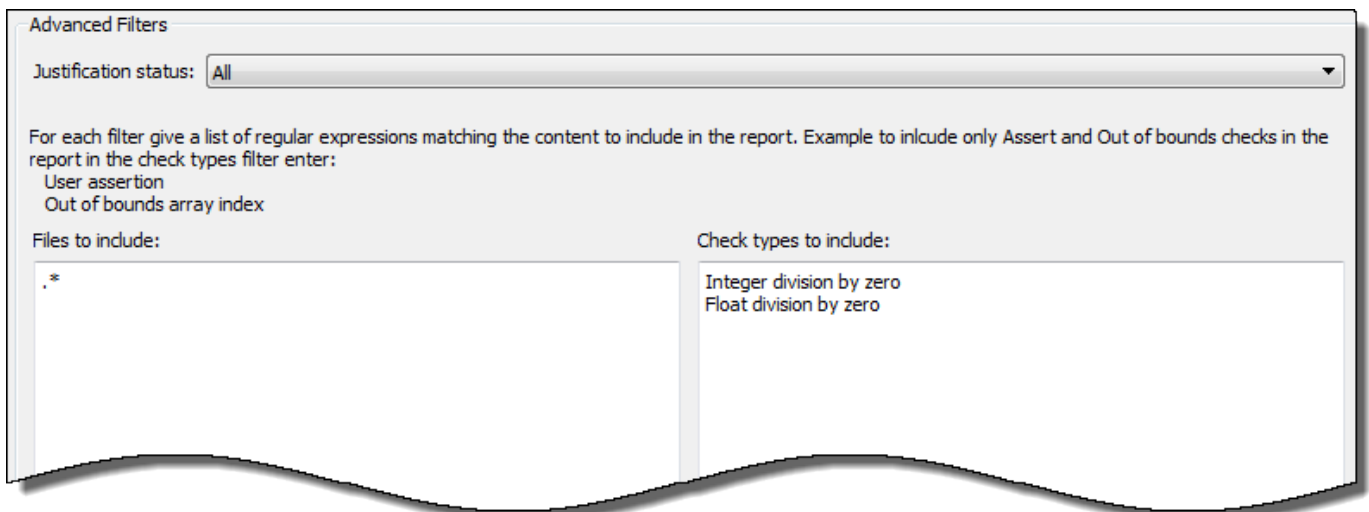 Advanced Filters
Justification status: All
For each filter give a list of regular expressions matching the content to include in the report. Example to inlcude only Assert and Out of bounds checks in the
report in the check types filter enter:
User assertion
Out of bounds array index
Files to include:
Check types to include:
.*
Integer division by zero
Float division by zero